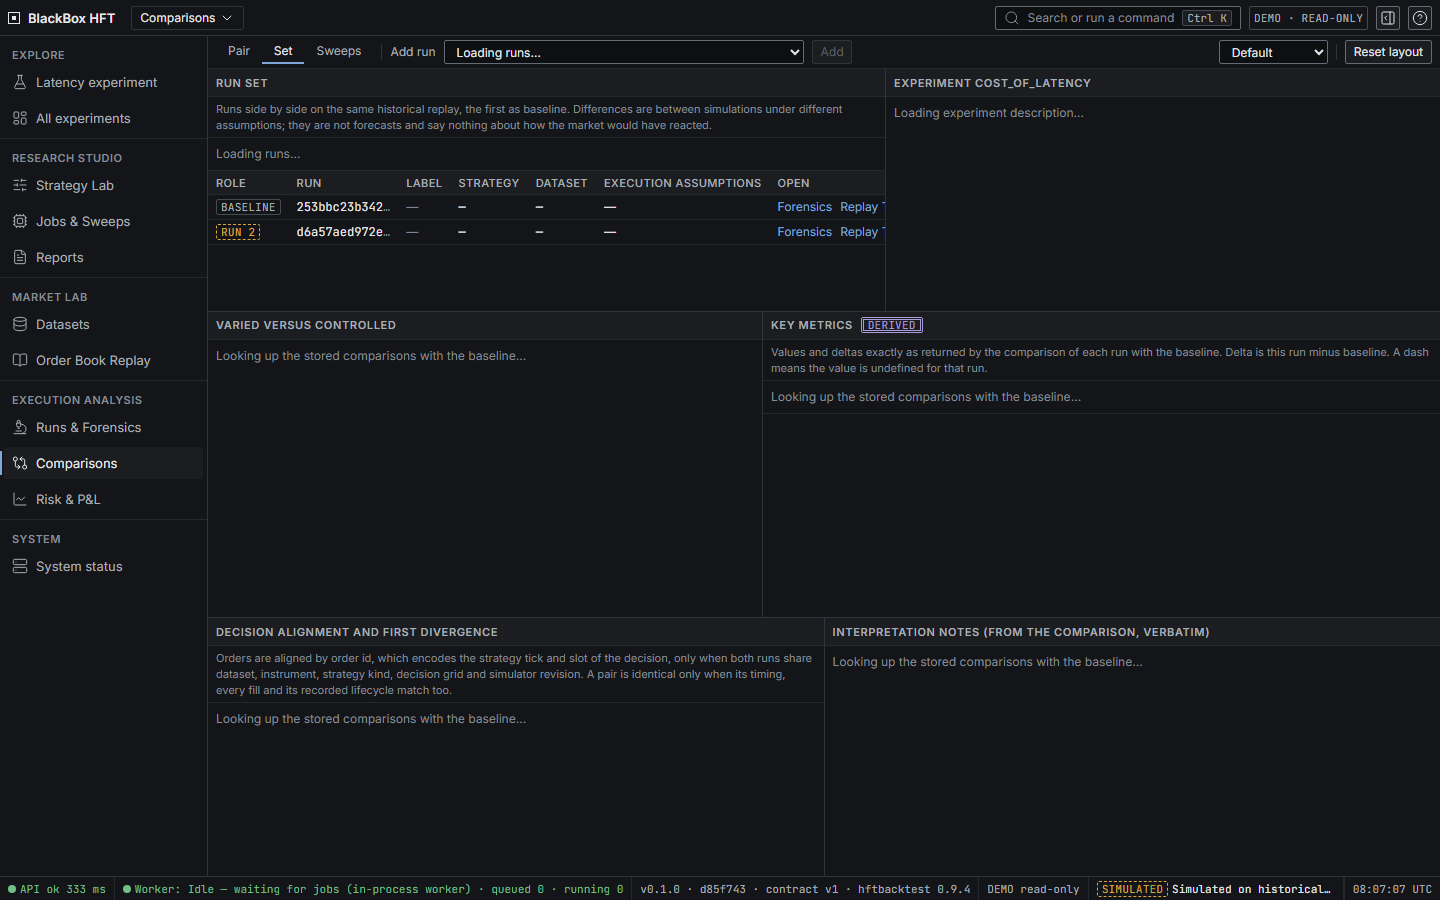 BlackBox HFT
Comparisons
Search or run a command Ctrl K
DEMO · READ-ONLY
EXPLORE
Latency experiment
All experiments
RESEARCH STUDIO
Strategy Lab
Jobs & Sweeps
Reports
MARKET LAB
Datasets
Order Book Replay
EXECUTION ANALYSIS
Runs & Forensics
Comparisons
Risk & P&L
SYSTEM
System status
Pair Set Sweeps Add run Loading runs... Add Default Reset layout
RUN SET
Runs side by side on the same historical replay, the first as baseline. Differences are between simulations under different
assumptions; they are not forecasts and say nothing about how the market would have reacted.
Loading runs...
ROLE RUN LABEL STRATEGY DATASET EXECUTION ASSUMPTIONS OPEN
BASELINE 253bbc23b342… — — — — Forensics Replay
RUN 2 d6a57aed972e… — — — — Forensics Replay
EXPERIMENT COST_OF_LATENCY
Loading experiment description...
VARIED VERSUS CONTROLLED
Looking up the stored comparisons with the baseline...
KEY METRICS DERIVED
Values and deltas exactly as returned by the comparison of each run with the baseline. Delta is this run minus baseline. A dash
means the value is undefined for that run.
Looking up the stored comparisons with the baseline...
DECISION ALIGNMENT AND FIRST DIVERGENCE
Orders are aligned by order id, which encodes the strategy tick and slot of the decision, only when both runs share
dataset, instrument, strategy kind, decision grid and simulator revision. A pair is identical only when its timing,
every fill and its recorded lifecycle match too.
Looking up the stored comparisons with the baseline...
INTERPRETATION NOTES (FROM THE COMPARISON, VERBATIM)
Looking up the stored comparisons with the baseline...
API ok 333 ms Worker: Idle — waiting for jobs (in-process worker) · queued 0 · running 0 v0.1.0 · d85f743 · contract v1 · hftbacktest 0.9.4 DEMO read-only SIMULATED Simulated on historical… 08:07:07 UTC